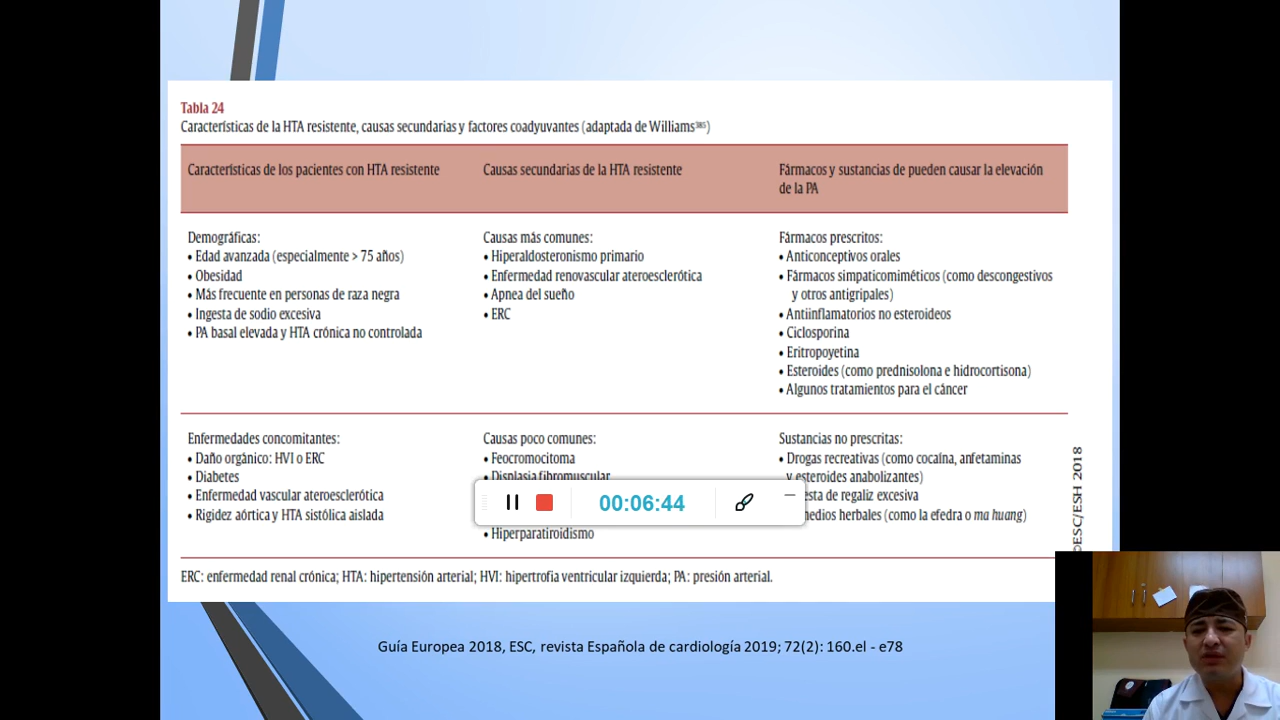 Tabla 24
Características de la HTA resistente, causas secundarias y factores coadyuvantes (adaptada de Williams³⁸⁵)
Características de los pacientes con HTA resistente
Demográficas:
• Edad avanzada (especialmente > 75 años)
• Obesidad
• Más frecuente en personas de raza negra
• Ingesta de sodio excesiva
• PA basal elevada y HTA crónica no controlada
Enfermedades concomitantes:
• Daño orgánico: HVI o ERC
• Diabetes
• Enfermedad vascular ateroesclerótica
• Rigidez aórtica y HTA sistólica aislada
Causas secundarias de la HTA resistente
Causas más comunes:
• Hiperaldosteronismo primario
• Enfermedad renovascular ateroesclerótica
• Apnea del sueño
• ERC
Causas poco comunes:
• Feocromocitoma
• Displasia fibromuscular
• Hiperparatiroidismo
Fármacos y sustancias de pueden causar la elevación
de la PA
Fármacos prescritos:
• Anticonceptivos orales
• Fármacos simpaticomiméticos (como descongestivos
y otros antigripales)
• Antiinflamatorios no esteroideos
• Ciclosporina
• Eritropoyetina
• Esteroides (como prednisolona e hidrocortisona)
• Algunos tratamientos para el cáncer
Sustancias no prescritas:
• Drogas recreativas (como cocaína, anfetaminas
y esteroides anabolizantes)
de regaliz excesiva
herbales (como la efedra o ma huang)
00:06:44
©ESC/ESH 2018
ERC: enfermedad renal crónica; HTA: hipertensión arterial; HVI: hipertrofia ventricular izquierda; PA: presión arterial.
Guía Europea 2018, ESC, revista Española de cardiología 2019; 72(2): 160.el - e78